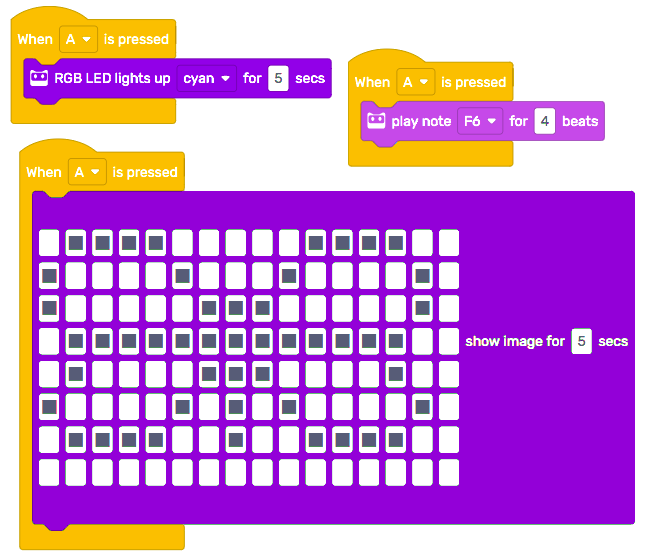 When A is pressed
RGB LED lights up cyan for 5 secs
When A is pressed
play note F6 for 4 beats
When A is pressed
show image for 5 secs